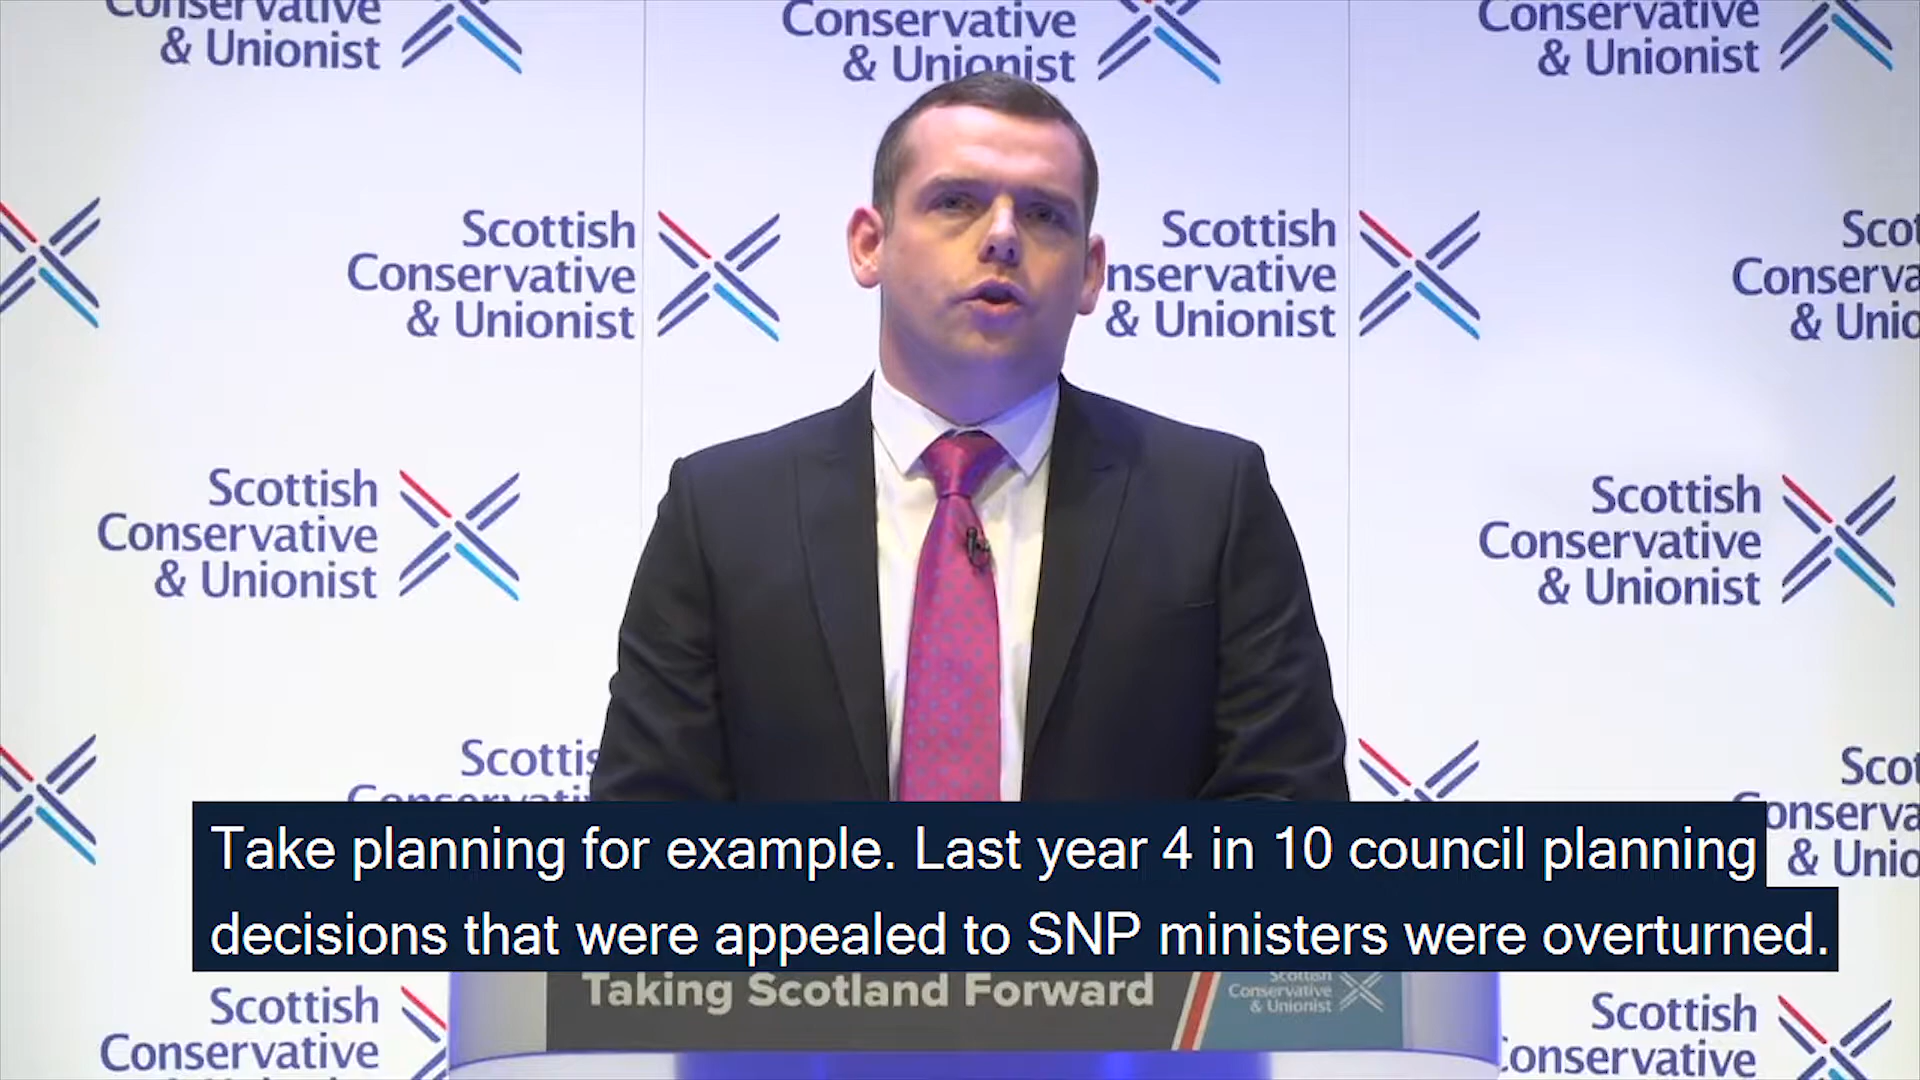 Conservative
& Unionist
Conservative
& Unionist
Conservative
& Unionist
Scottish
Conservative
& Unionist
Scottish
Conservative
& Unionist
Take planning for example. Last year 4 in 10 council planning
decisions that were appealed to SNP ministers were overturned.
Taking Scotland Forward
Scottish
Conservative
& Unionist
Scottish
Conservative
& Unionist
Scottish
Conservative
Scottish
Conservative